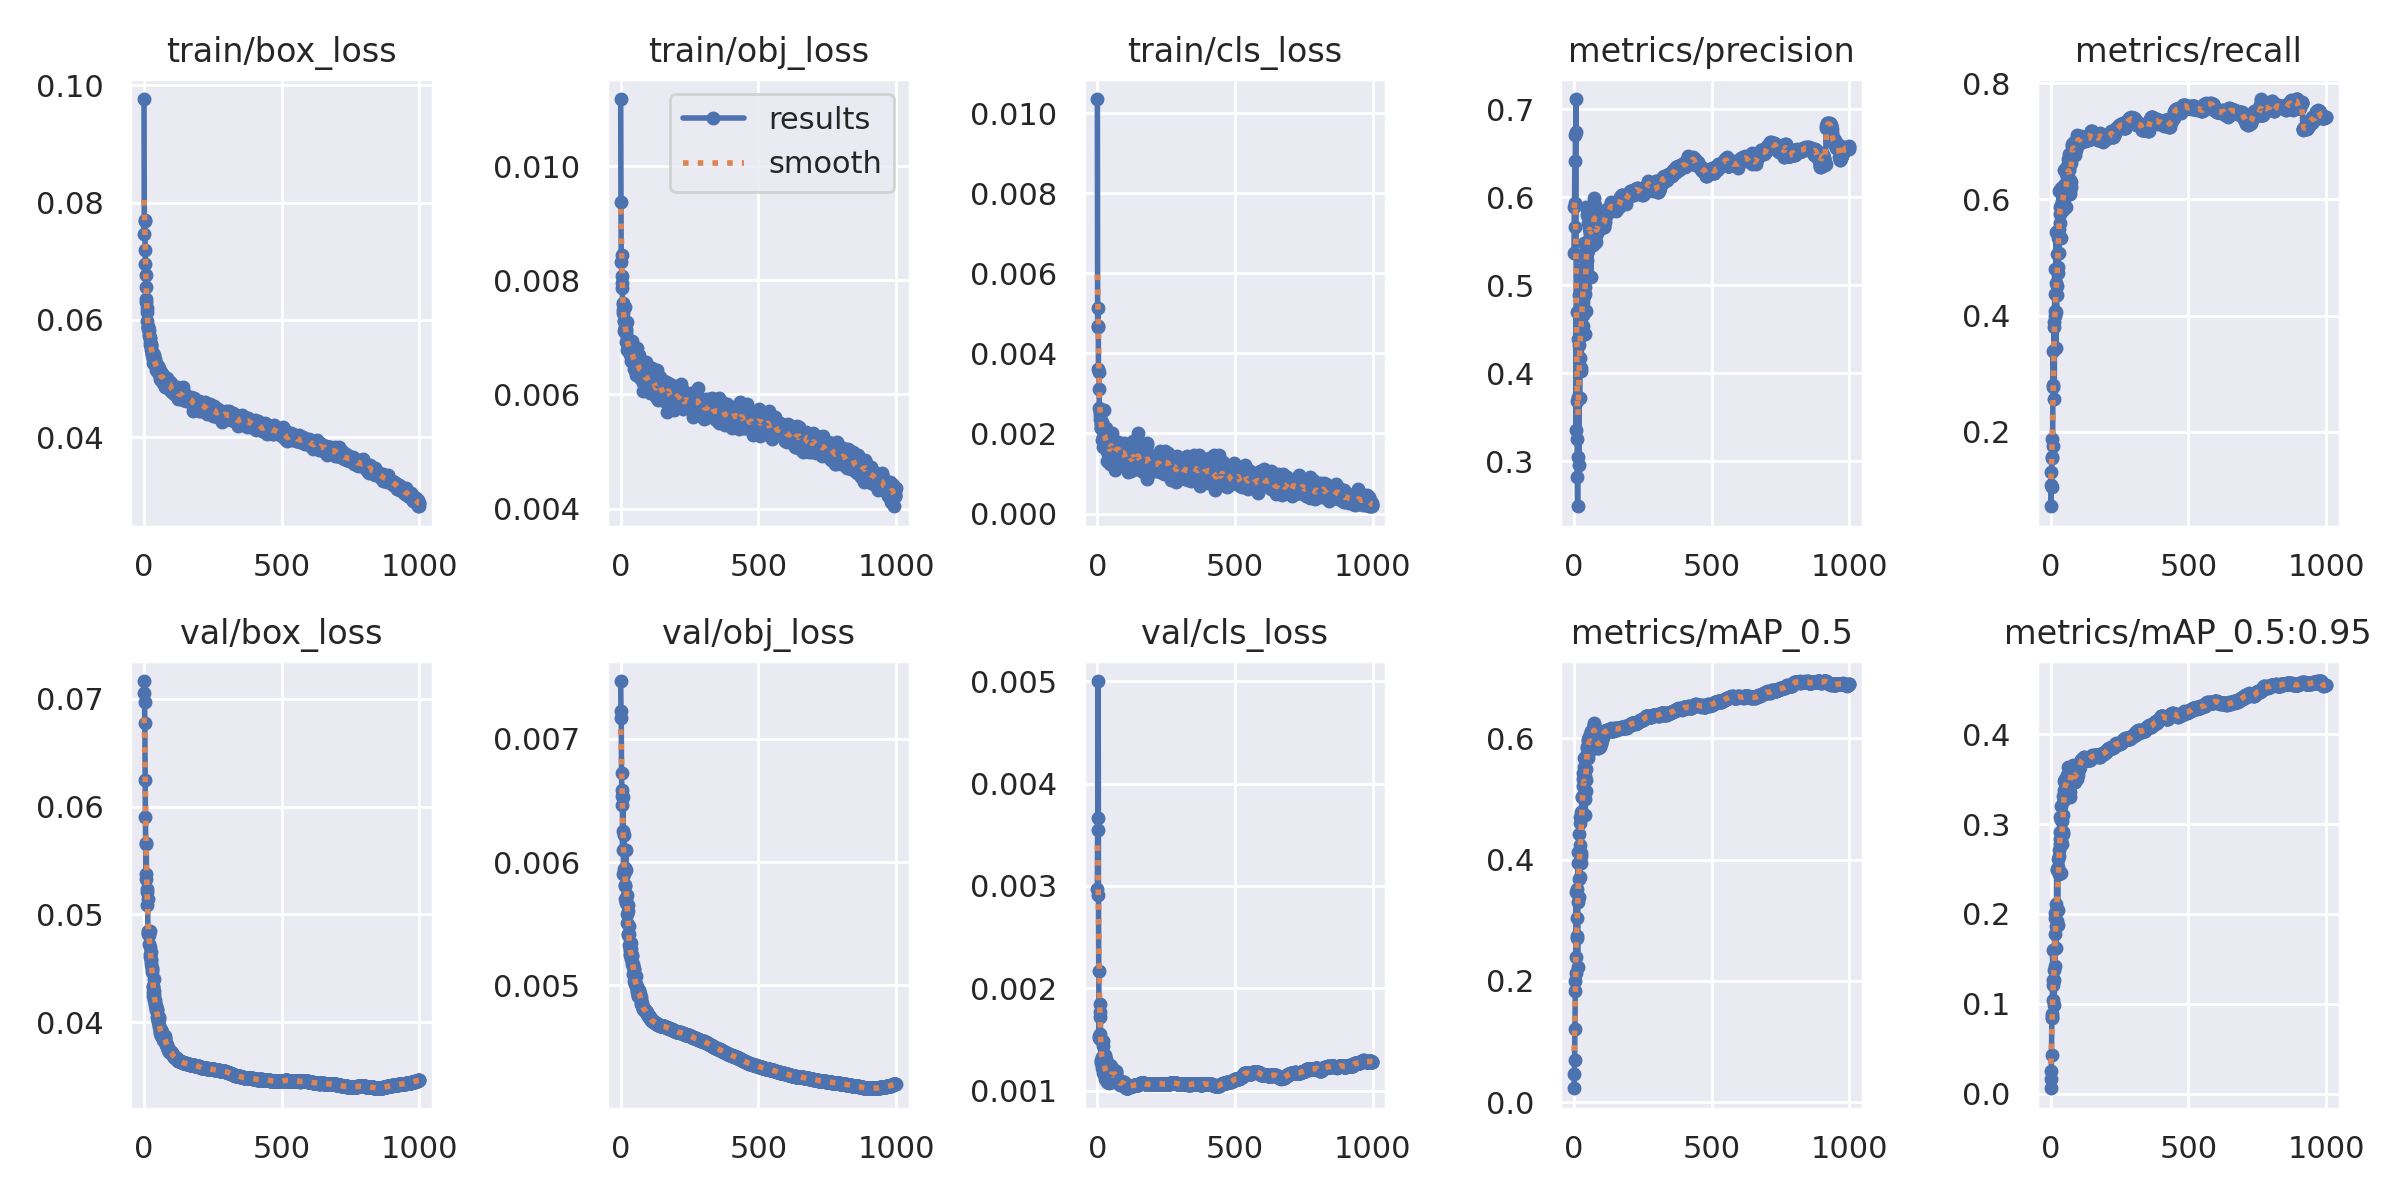 train/box_loss
0.10
0.08
0.06
0.04
0 500 1000
train/obj_loss
results
smooth
0.010
0.008
0.006
0.004
0 500 1000
train/cls_loss
0.010
0.008
0.006
0.004
0.002
0.000
0 500 1000
metrics/precision
0.7
0.6
0.5
0.4
0.3
0 500 1000
metrics/recall
0.8
0.6
0.4
0.2
0 500 1000
val/box_loss
0.07
0.06
0.05
0.04
0 500 1000
val/obj_loss
0.007
0.006
0.005
0 500 1000
val/cls_loss
0.005
0.004
0.003
0.002
0.001
0 500 1000
metrics/mAP_0.5
0.6
0.4
0.2
0.0
0 500 1000
metrics/mAP_0.5:0.95
0.4
0.3
0.2
0.1
0.0
0 500 1000